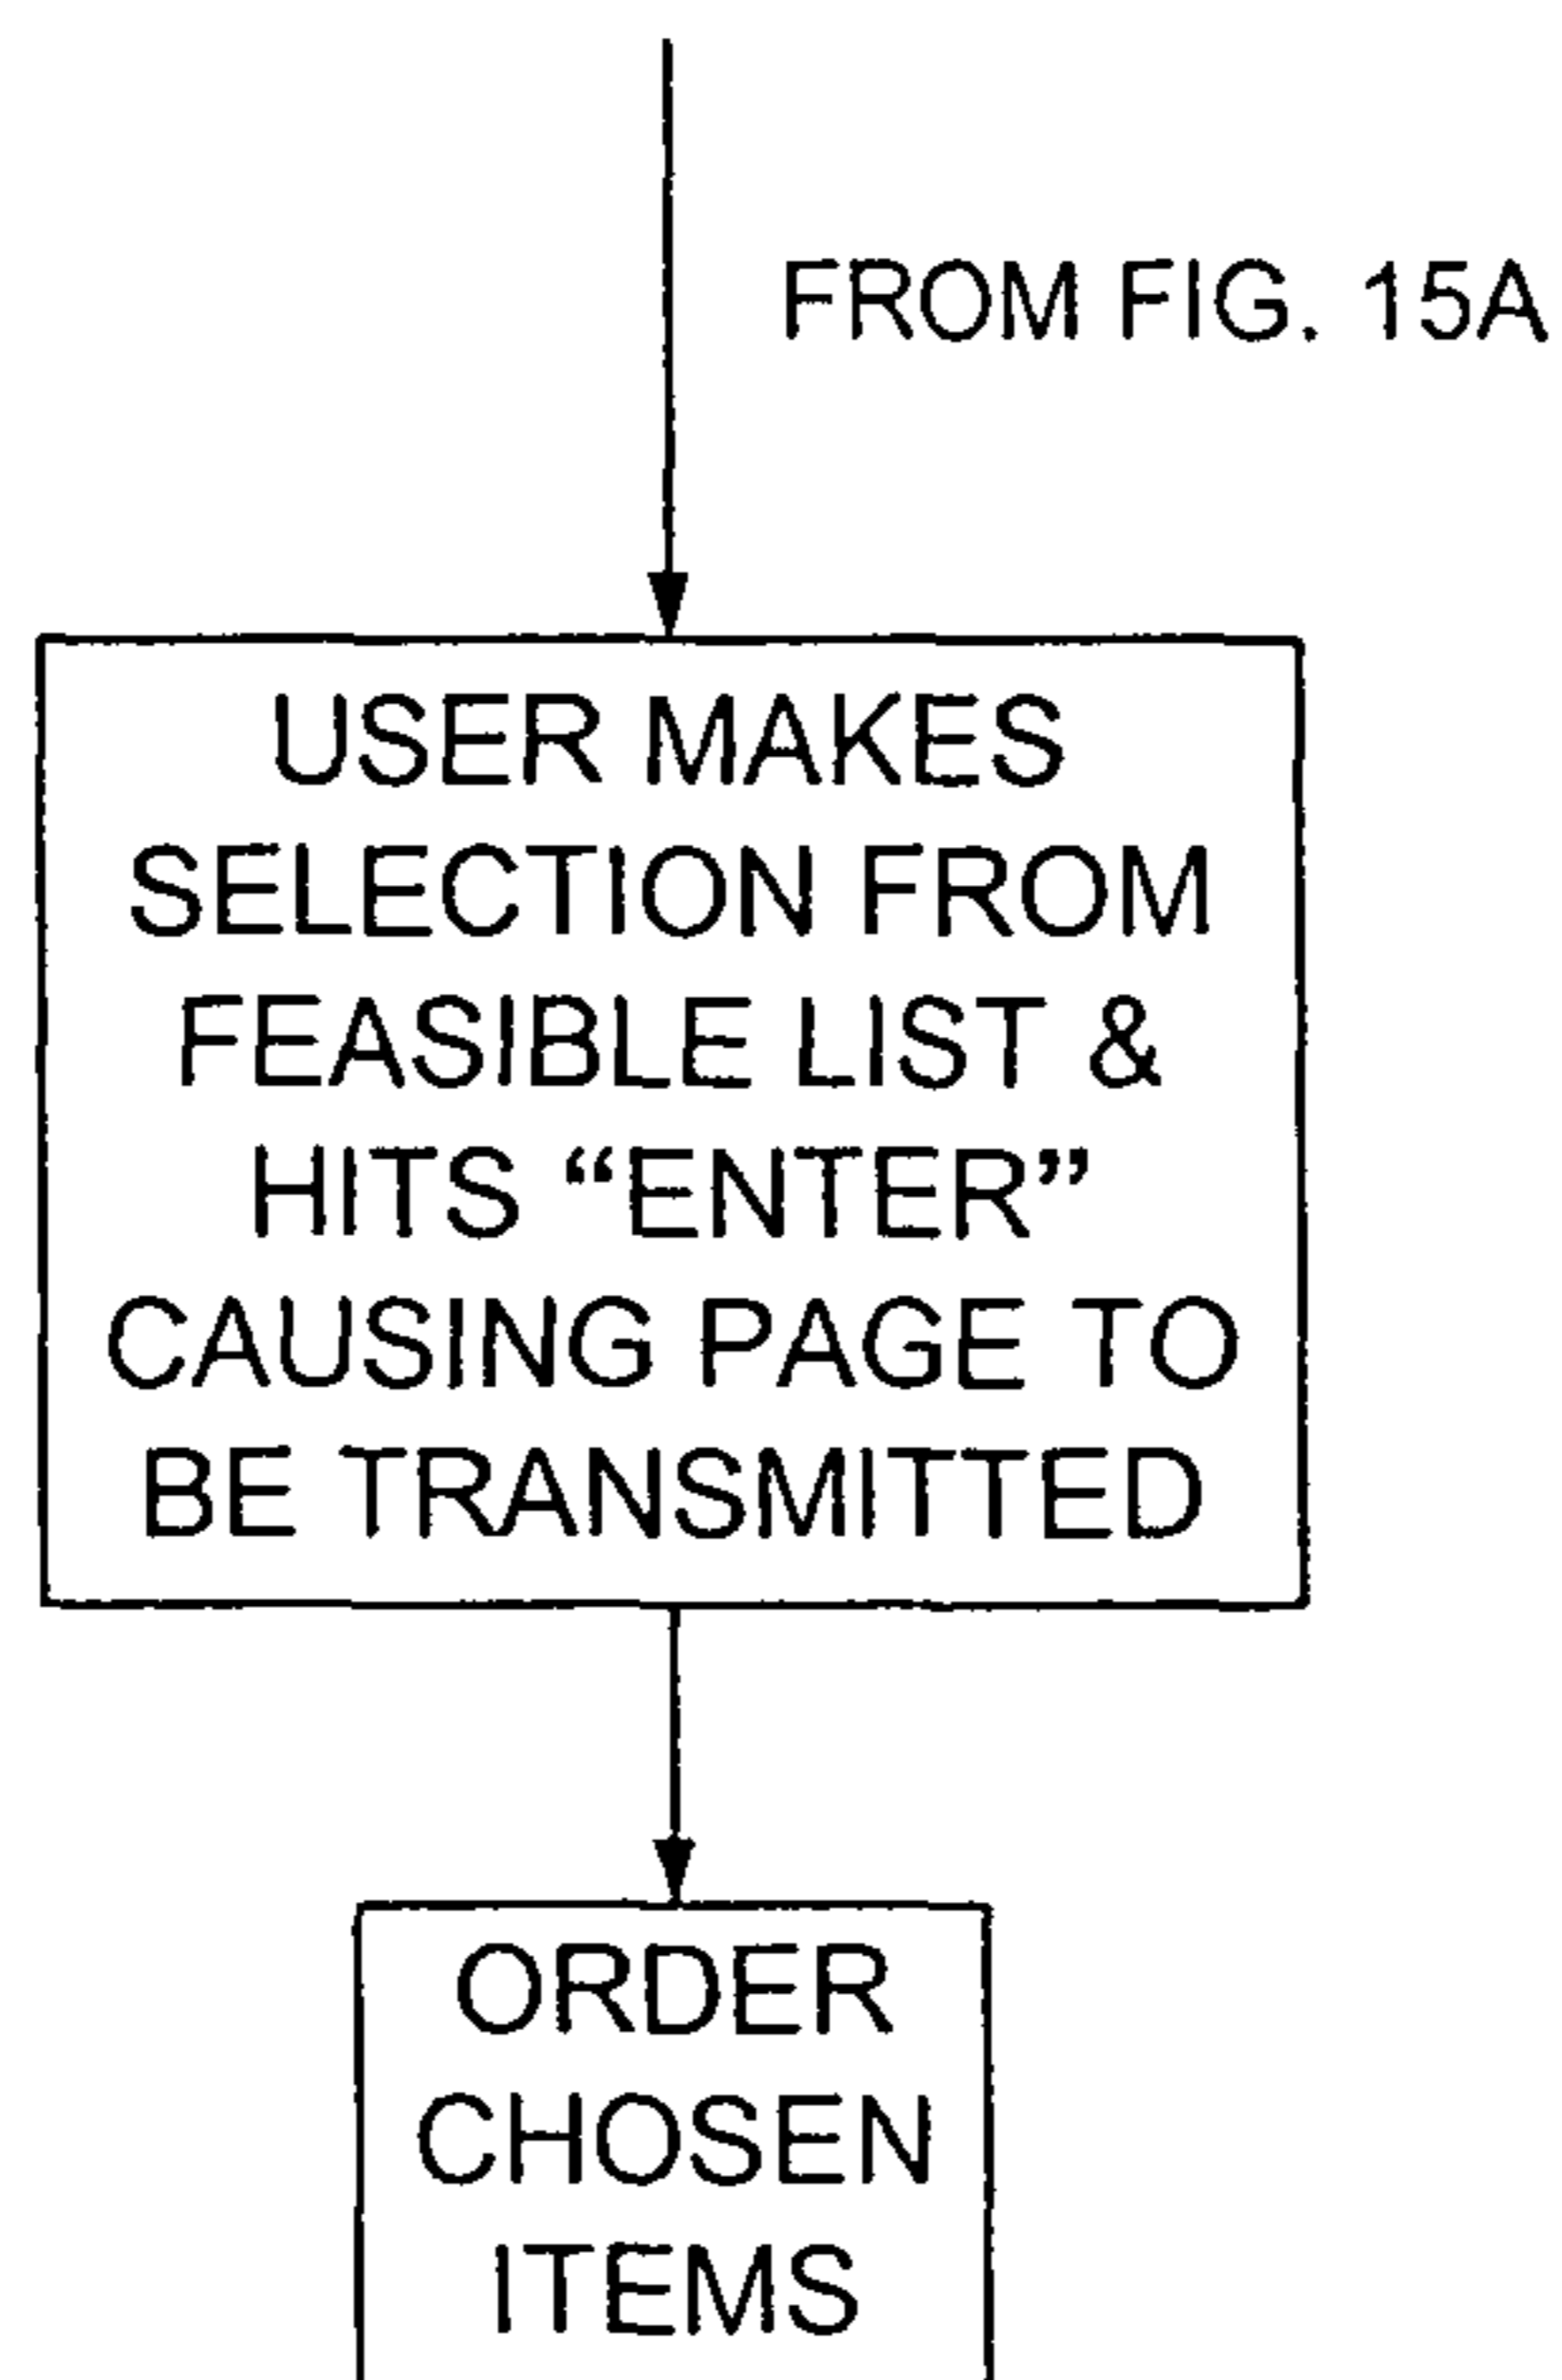 FROM FIG. 15A
USER MAKES
SELECTION FROM
FEASIBLE LIST &
HITS “ENTER”
CAUSING PAGE TO
BE TRANSMITTED
ORDER
CHOSEN
ITEMS